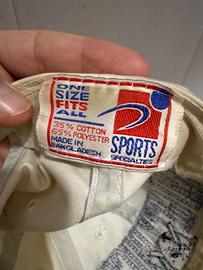 ONE
SIZE
FITS
ALL
35% COTTON
65% POLYESTER
MADE IN
BANGLADESH
SPORTS
SPECIALTIES